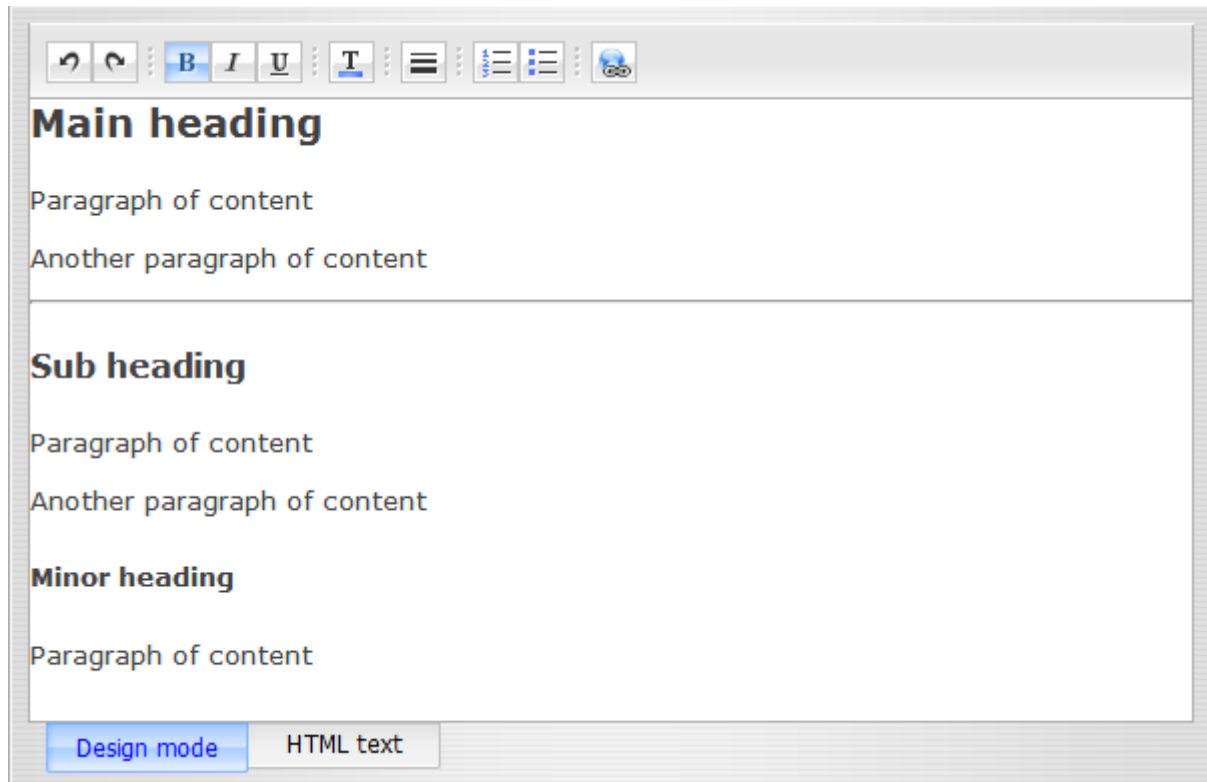 B I U T
Main heading
Paragraph of content
Another paragraph of content
Sub heading
Paragraph of content
Another paragraph of content
Minor heading
Paragraph of content
Design mode HTML text